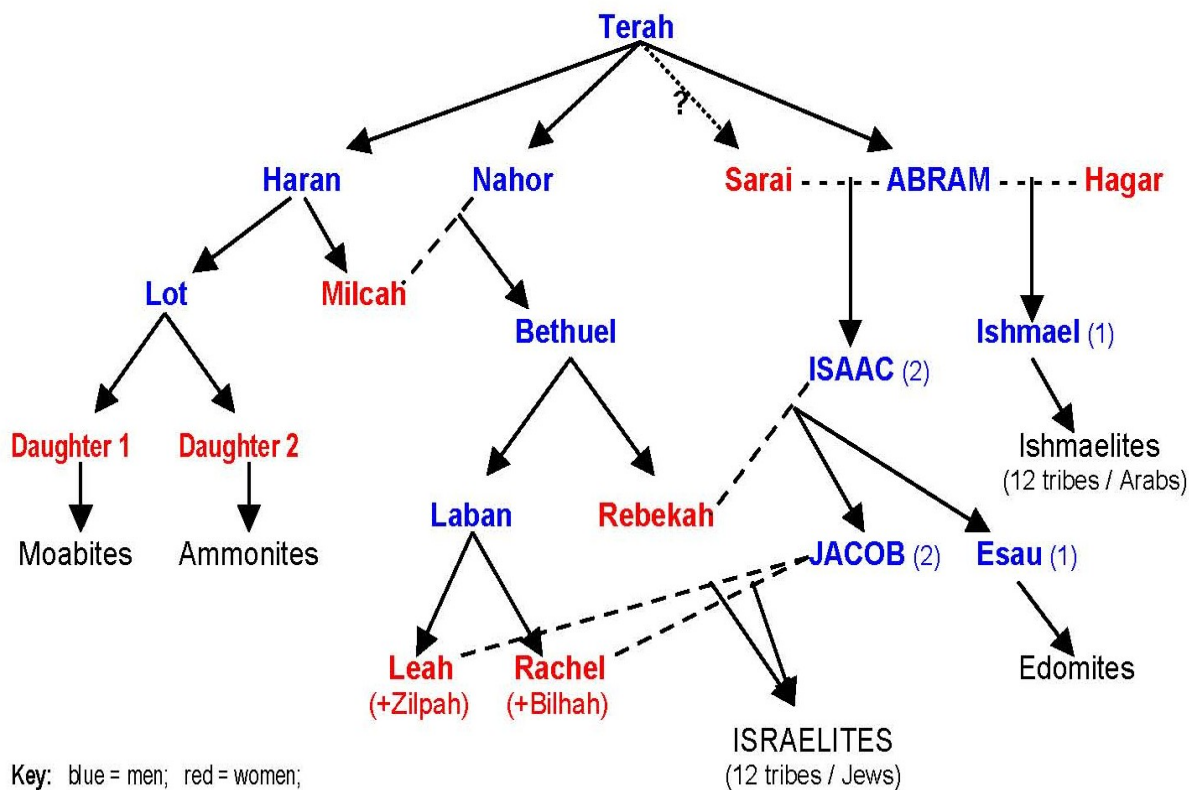 Terah
?
Haran Nahor Sarai ABRAM Hagar
Lot Milcah
Bethuel Ishmael (1)
ISAAC (2)
Daughter 1 Daughter 2 Ishmaelites
(12 tribes / Arabs)
Laban Rebekah
Moabites Ammonites JACOB (2) Esau (1)
Leah Rachel Edomites
(+Zilpah) (+Bilhah)
ISRAELITES
(12 tribes / Jews)
Key: blue = men; red = women;